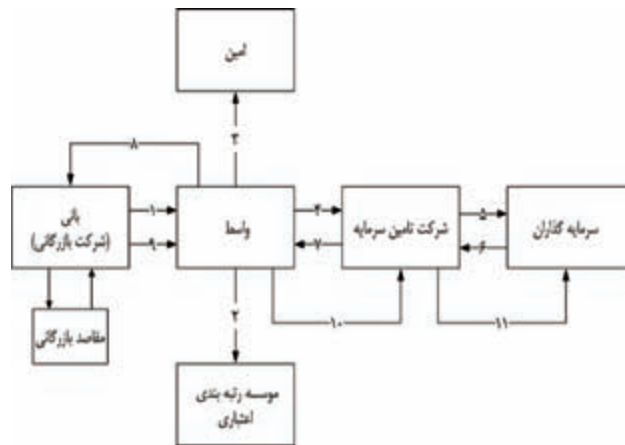 امین
۳
۸
بانی
(شرکت بازرگانی)
۱
۹
واسط
۴
۷
شرکت تامین سرمایه
۵
۶
سرمایه گذاران
مقاصد بازرگانی
۲
۱۰
۱۱
موسسه رتبه بندی
اعتباری